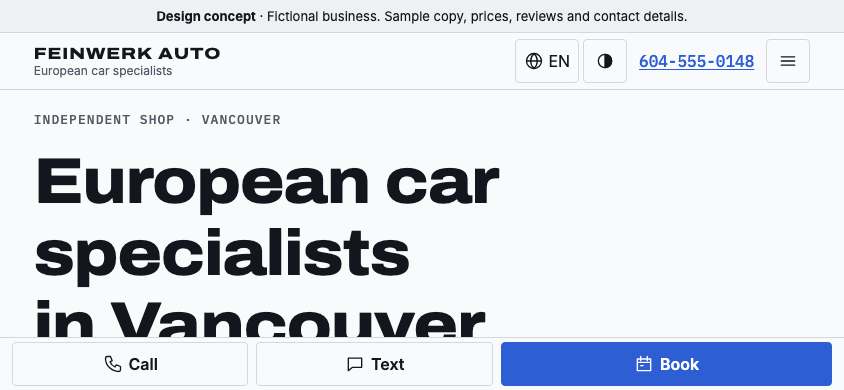 Design concept · Fictional business. Sample copy, prices, reviews and contact details.
FEINWERK AUTO
European car specialists
EN
604-555-0148
INDEPENDENT SHOP · VANCOUVER
European car
specialists
in Vancouver
Call
Text
Book